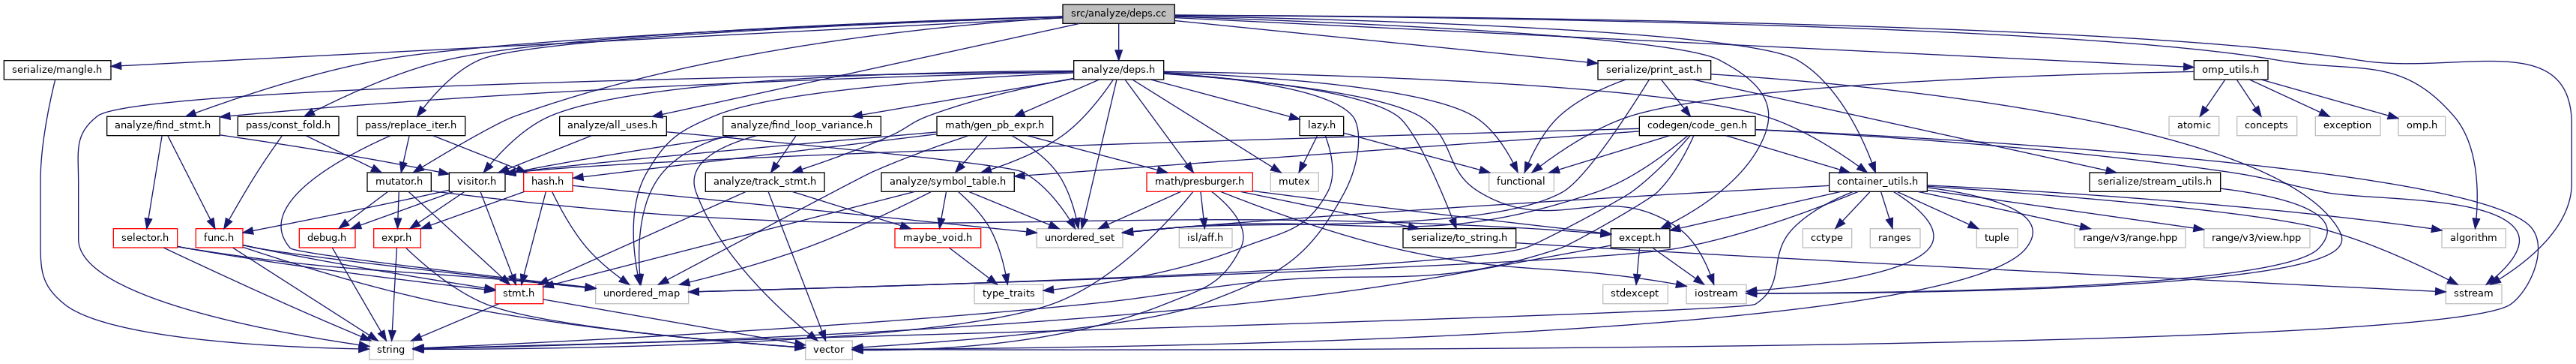 src/analyze/deps.cc
serialize/mangle.h
analyze/deps.h
serialize/print_ast.h
omp_utils.h
analyze/find_stmt.h
pass/const_fold.h
pass/replace_iter.h
analyze/all_uses.h
analyze/find_loop_variance.h
math/gen_pb_expr.h
lazy.h
codegen/code_gen.h
atomic
concepts
exception
omp.h
mutator.h
visitor.h
hash.h
analyze/track_stmt.h
analyze/symbol_table.h
math/presburger.h
mutex
functional
container_utils.h
serialize/stream_utils.h
selector.h
func.h
debug.h
expr.h
maybe_void.h
unordered_set
isl/aff.h
serialize/to_string.h
except.h
cctype
ranges
tuple
range/v3/range.hpp
range/v3/view.hpp
algorithm
stmt.h
unordered_map
type_traits
stdexcept
iostream
sstream
string
vector